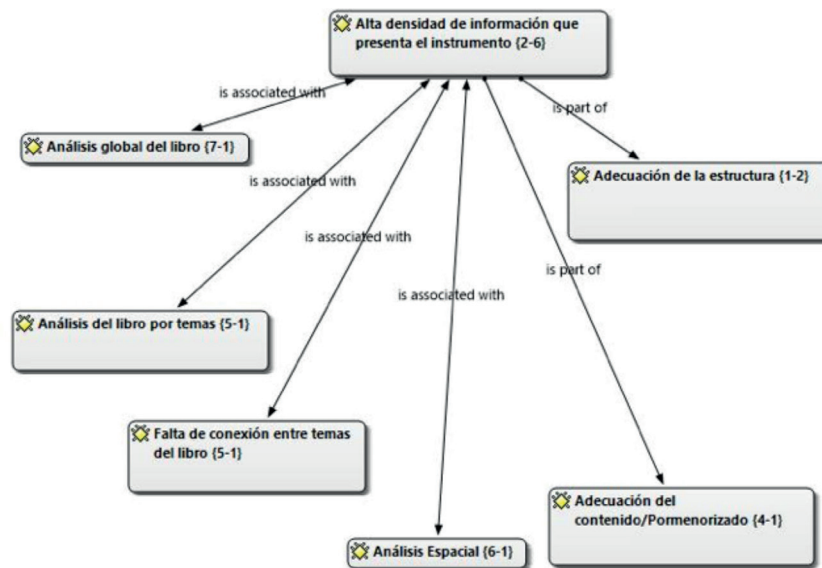 Alta densidad de información que
presenta el instrumento {2-6}
is associated with
is part of
Análisis global del libro {7-1}
is associated with
Adecuación de la estructura {1-2}
is associated with
is part of
is associated with
Análisis del libro por temas {5-1}
Falta de conexión entre temas
del libro {5-1}
Adecuación del
contenido/Pormenorizado {4-1}
Análisis Espacial {6-1}